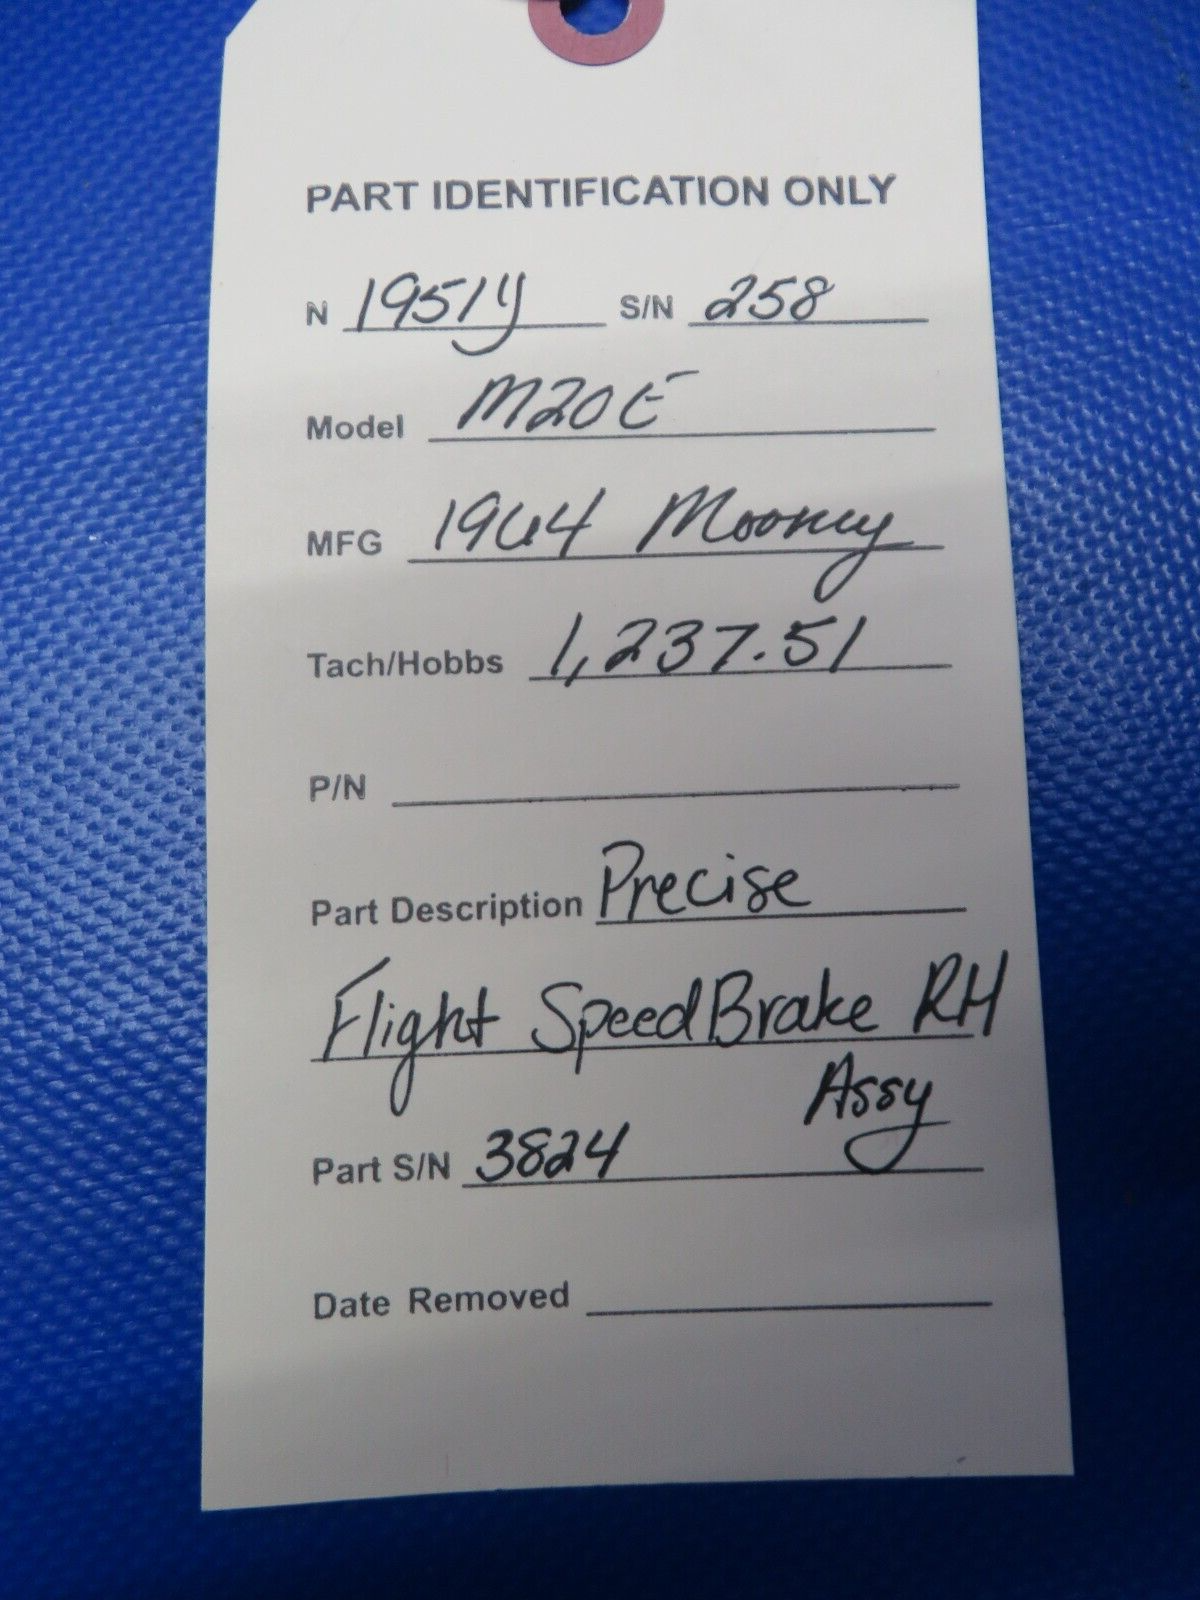 PART IDENTIFICATION ONLY
N 1951Y S/N 258
Model M20E
MFG 1964 Mooney
Tach/Hobbs 1,237.51
P/N
Part Description Precise
Flight SpeedBrake RH
Assy
Part S/N 3824
Date Removed